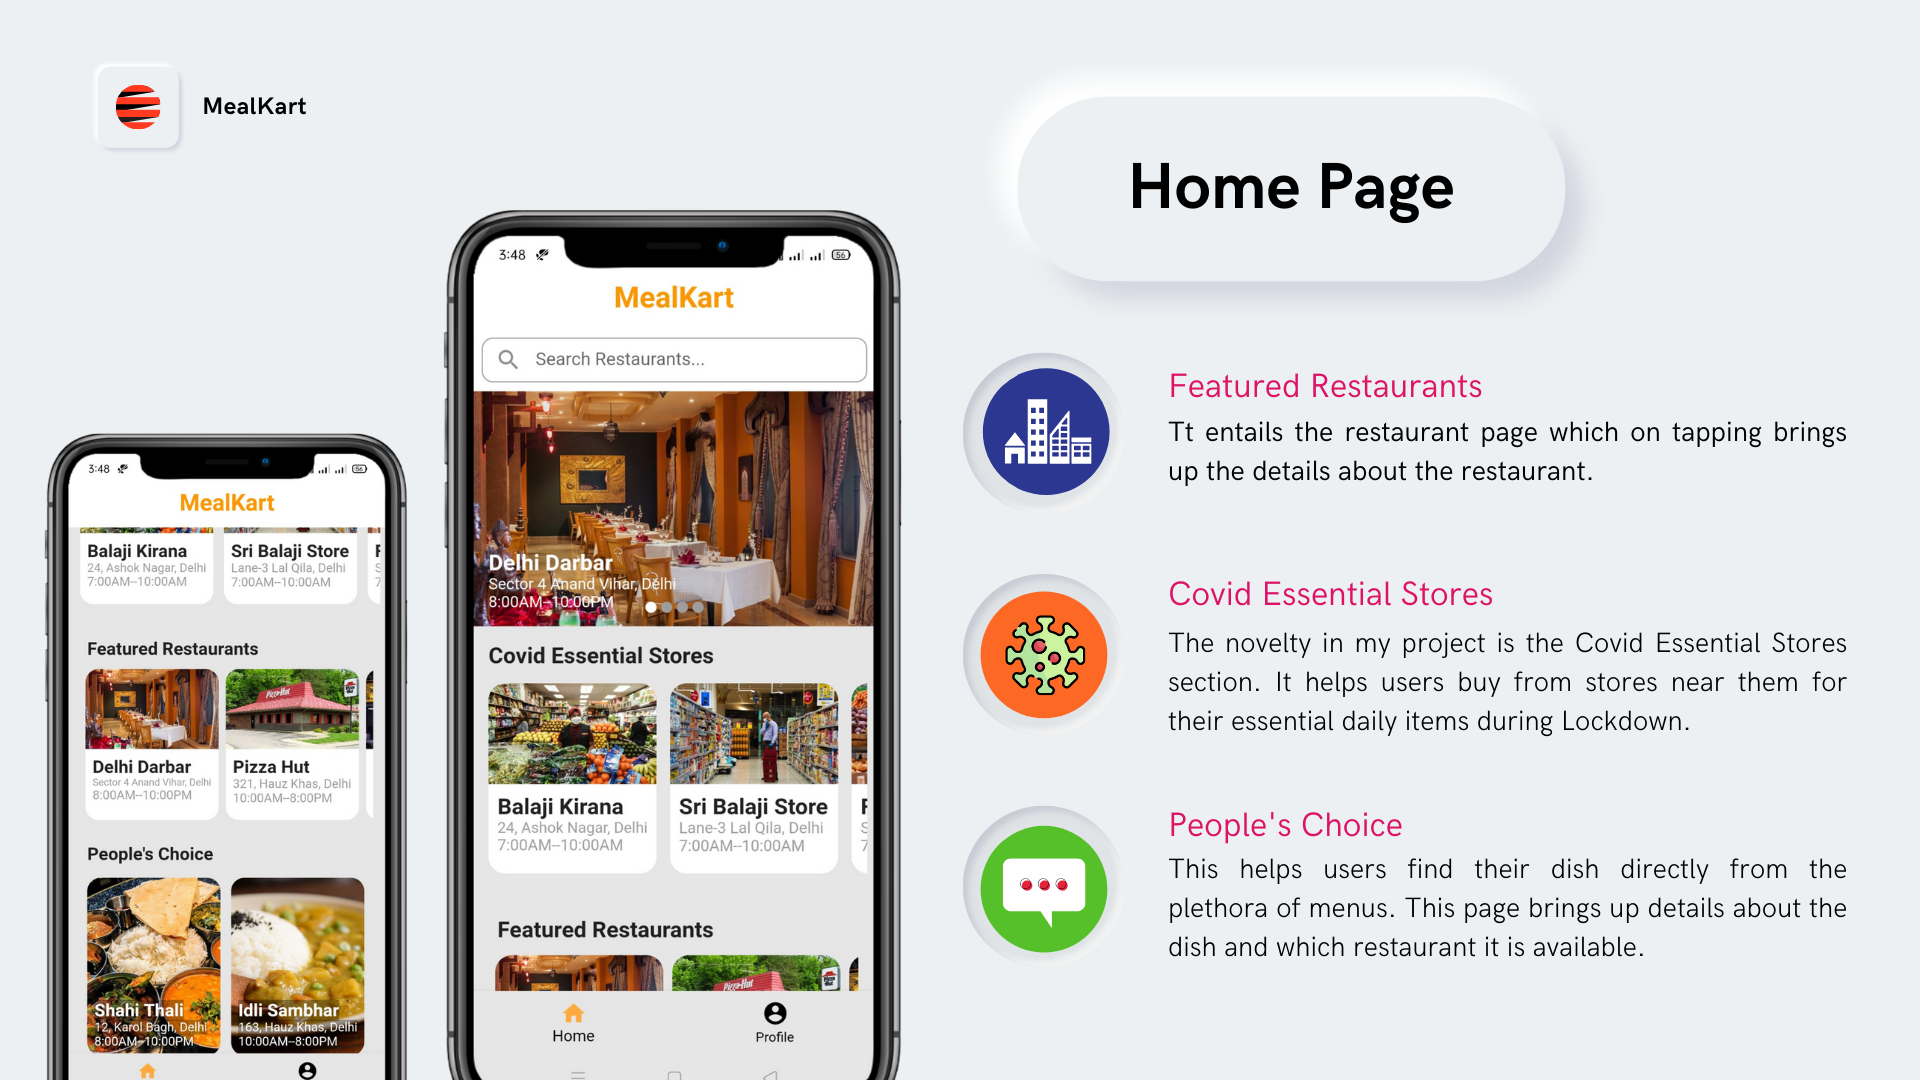 MealKart
Home Page
3:48
56
MealKart
Search Restaurants...
Delhi Darbar
Sector 4 Anand Vihar, Delhi
8:00AM–10:00PM
Covid Essential Stores
Balaji Kirana
24, Ashok Nagar, Delhi
7:00AM–10:00AM
Sri Balaji Store
Lane-3 Lal Qila, Delhi
7:00AM–10:00AM
Featured Restaurants
Pizza Hut
Home
Profile
3:48
56
MealKart
Balaji Kirana
24, Ashok Nagar, Delhi
7:00AM–10:00AM
Sri Balaji Store
Lane-3 Lal Qila, Delhi
7:00AM–10:00AM
Featured Restaurants
Pizza Hut
Delhi Darbar
Sector 4 Anand Vihar, Delhi
8:00AM–10:00PM
Pizza Hut
321, Hauz Khas, Delhi
10:00AM–8:00PM
People's Choice
Shahi Thali
12, Karol Bagh, Delhi
8:00AM–10:00PM
Idli Sambhar
163, Hauz Khas, Delhi
10:00AM–8:00PM
Featured Restaurants
Tt entails the restaurant page which on tapping brings
up the details about the restaurant.
Covid Essential Stores
The novelty in my project is the Covid Essential Stores
section. It helps users buy from stores near them for
their essential daily items during Lockdown.
People's Choice
This helps users find their dish directly from the
plethora of menus. This page brings up details about the
dish and which restaurant it is available.